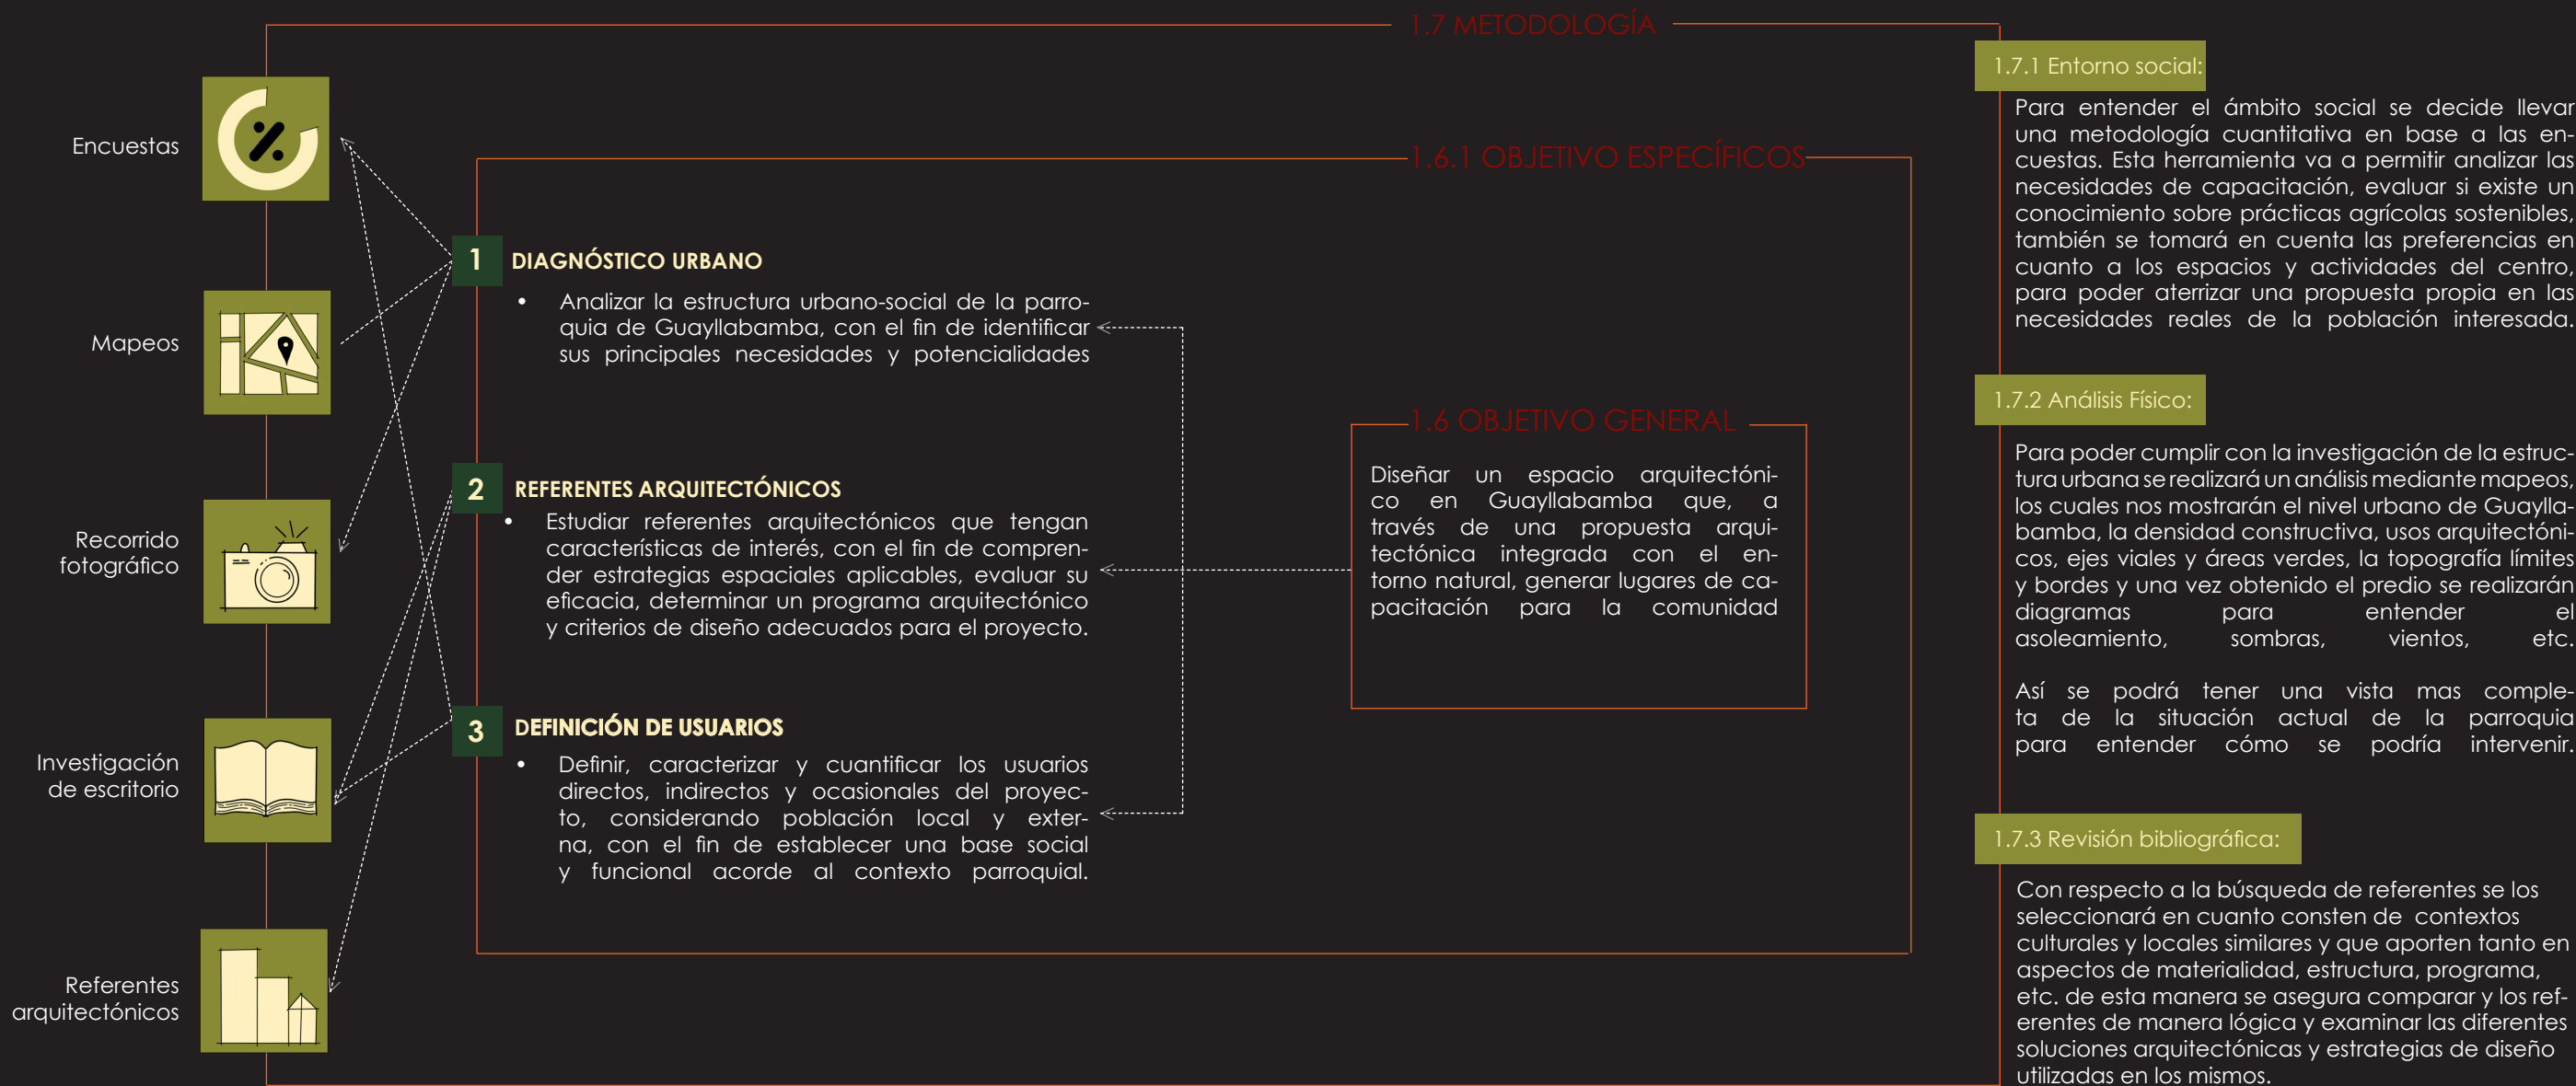 1.7 METODOLOGÍA
Encuestas
Mapeos
Recorrido
fotográfico
Investigación
de escritorio
Referentes
arquitectónicos
1.6.1 OBJETIVO ESPECÍFICOS
1
DIAGNÓSTICO URBANO
• Analizar la estructura urbano-social de la parro-
quia de Guayllabamba, con el fin de identificar
sus principales necesidades y potencialidades
2
REFERENTES ARQUITECTÓNICOS
• Estudiar referentes arquitectónicos que tengan
características de interés, con el fin de compren-
der estrategias espaciales aplicables, evaluar su
eficacia, determinar un programa arquitectónico
y criterios de diseño adecuados para el proyecto.
3
DEFINICIÓN DE USUARIOS
• Definir, caracterizar y cuantificar los usuarios
directos, indirectos y ocasionales del proyec-
to, considerando población local y exter-
na, con el fin de establecer una base social
y funcional acorde al contexto parroquial.
1.6 OBJETIVO GENERAL
Diseñar un espacio arquitectóni-
co en Guayllabamba que, a
través de una propuesta arqui-
tectónica integrada con el en-
torno natural, generar lugares de ca-
pacitación para la comunidad
1.7.1 Entorno social:
Para entender el ámbito social se decide llevar
una metodología cuantitativa en base a las en-
cuestas. Esta herramienta va a permitir analizar las
necesidades de capacitación, evaluar si existe un
conocimiento sobre prácticas agrícolas sostenibles,
también se tomará en cuenta las preferencias en
cuanto a los espacios y actividades del centro,
para poder aterrizar una propuesta propia en las
necesidades reales de la población interesada.
1.7.2 Análisis Físico:
Para poder cumplir con la investigación de la estruc-
tura urbana se realizará un análisis mediante mapeos,
los cuales nos mostrarán el nivel urbano de Guaylla-
bamba, la densidad constructiva, usos arquitectóni-
cos, ejes viales y áreas verdes, la topografía límites
y bordes y una vez obtenido el predio se realizarán
diagramas para entender el
asoleamiento, sombras, vientos, etc.
Así se podrá tener una vista mas comple-
ta de la situación actual de la parroquia
para entender cómo se podría intervenir.
1.7.3 Revisión bibliográfica:
Con respecto a la búsqueda de referentes se los
seleccionará en cuanto consten de contextos
culturales y locales similares y que aporten tanto en
aspectos de materialidad, estructura, programa,
etc. de esta manera se asegura comparar y los ref-
erentes de manera lógica y examinar las diferentes
soluciones arquitectónicas y estrategias de diseño
utilizadas en los mismos.